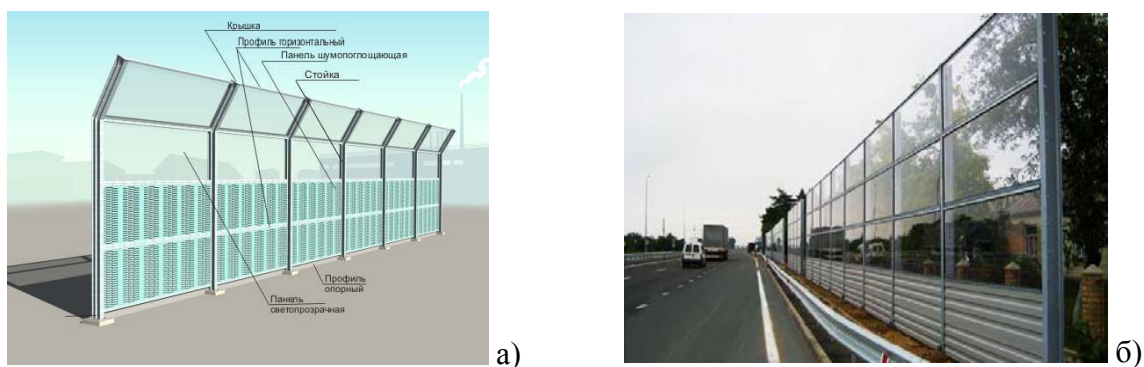 Крышка
Профиль горизонтальный
Панель шумопоглощающая
Стойка
Профиль
опорный
Панель
светопрозрачная
а)
б)